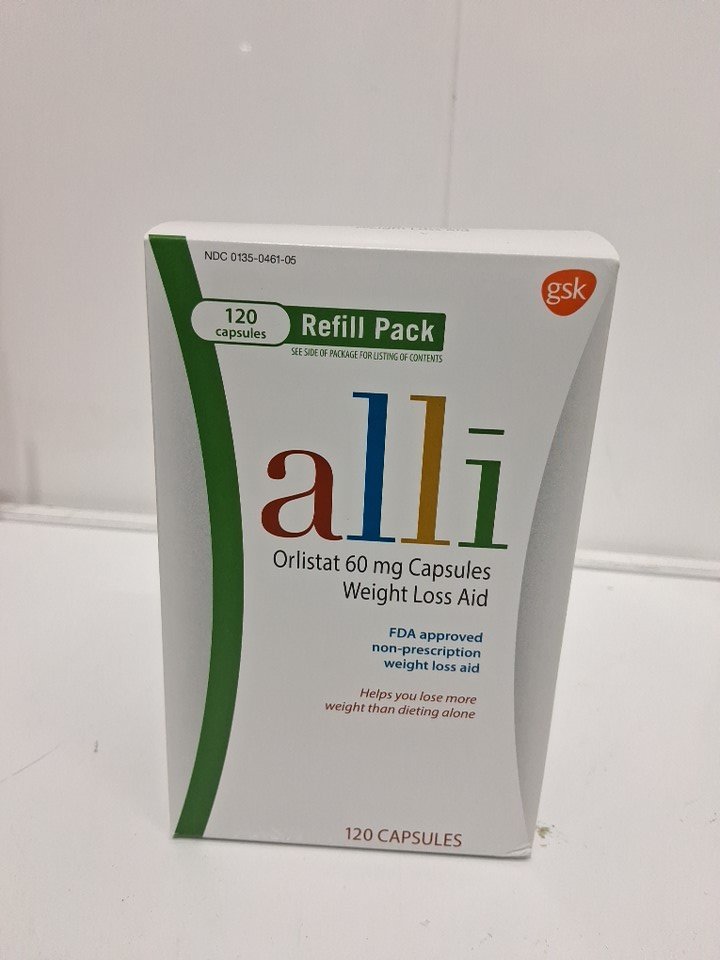 NDC 0135-0461-05
gsk
120
capsules
Refill Pack
SEE SIDE OF PACKAGE FOR LISTING OF CONTENTS
alli
Orlistat 60 mg Capsules
Weight Loss Aid
FDA approved
non-prescription
weight loss aid
Helps you lose more
weight than dieting alone
120 CAPSULES